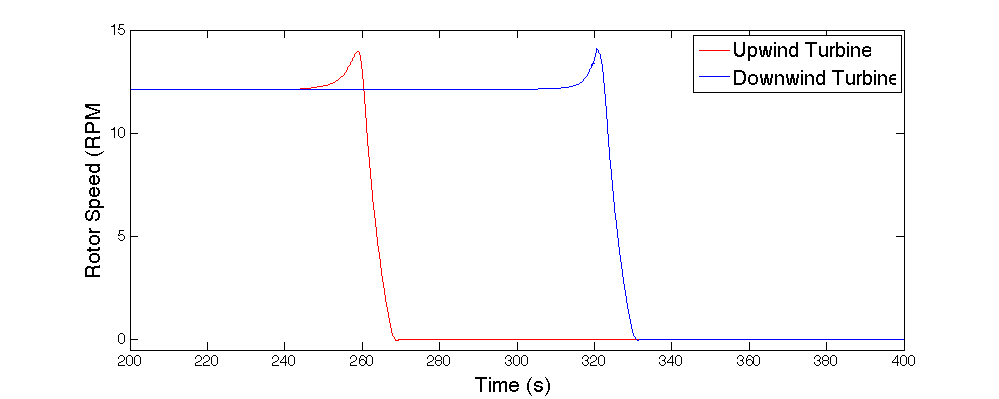 15
10
5
0
Rotor Speed (RPM
Upwind Turbine
Downwind Turbine
200 220 240 260 280 300 320 340 360 380 400
Time (s)